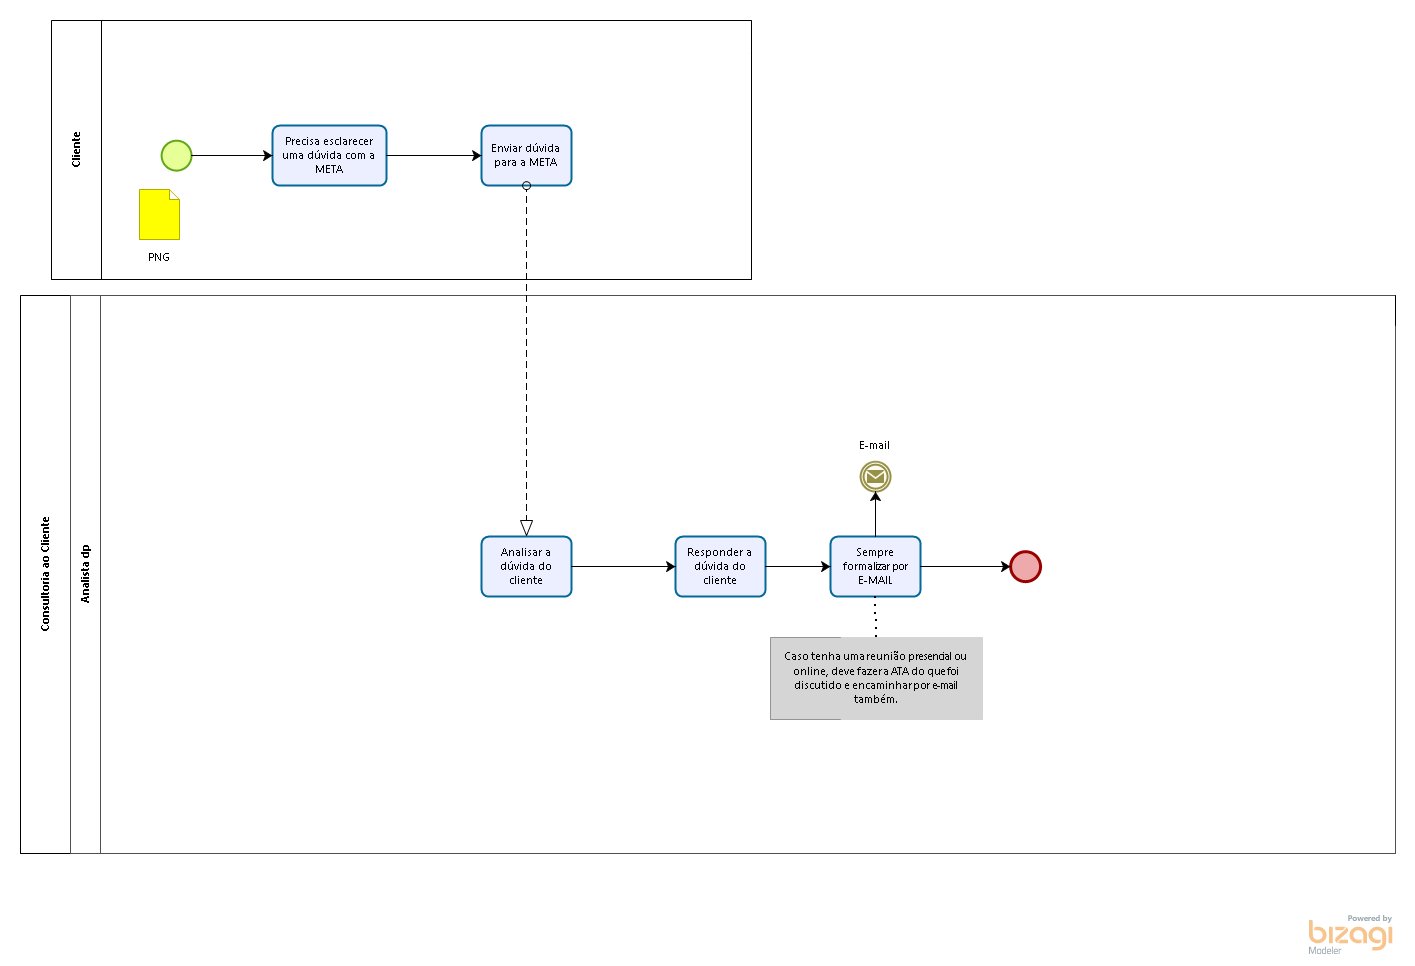 Cliente
Precisa esclarecer
uma dúvida com a
META
Enviar dúvida
para a META
PNG
Consultoria ao Cliente
Analista dp
E-mail
Analisar a
dúvida do
cliente
Responder a
dúvida do
cliente
Sempre
formalizar por
E-MAIL
Caso tenha uma reunião presencial ou
online, deve fazer a ATA do que foi
discutido e encaminhar por e-mail
também.
Powered by
bizagi
Modeler